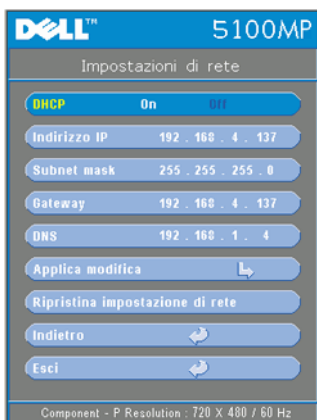 DELL™ 5100MP
Impostazioni di rete
DHCP On Off
Indirizzo IP 192 . 168 . 4 . 137
Subnet mask 255 . 255 . 255 . 0
Gateway 192 . 168 . 4 . 137
DNS 192 . 168 . 1 . 4
Applica modifica
Ripristina impostazione di rete
Indietro
Esci
Component - P Resolution : 720 X 480 / 60 Hz